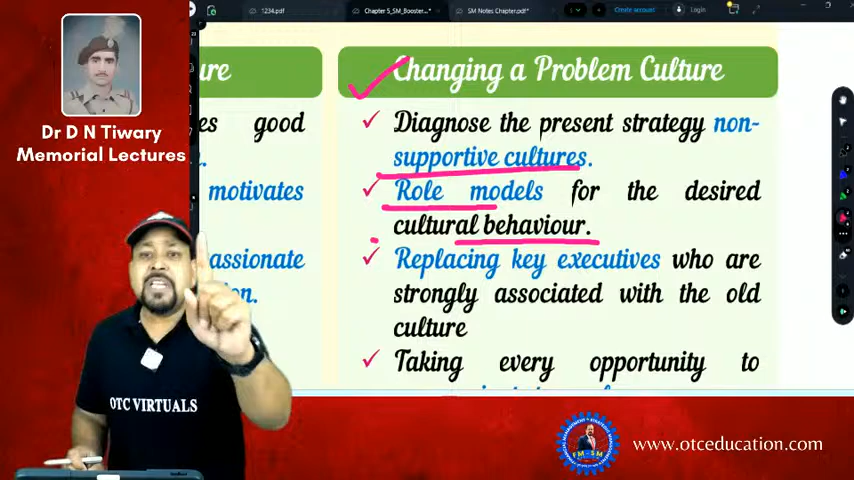 1234.pdf
Chapter 5_SM_Booster...*
SM Notes Chapter.pdf*
Create account
Login
Dr D N Tiwary
Memorial Lectures
ure
es good
motivates
assionate
Changing a Problem Culture
Diagnose the present strategy non-
supportive cultures.
Role models for the desired
cultural behaviour.
Replacing key executives who are
strongly associated with the old
culture
Taking every opportunity to
OTC VIRTUALS
FM-SM
www.otceducation.com